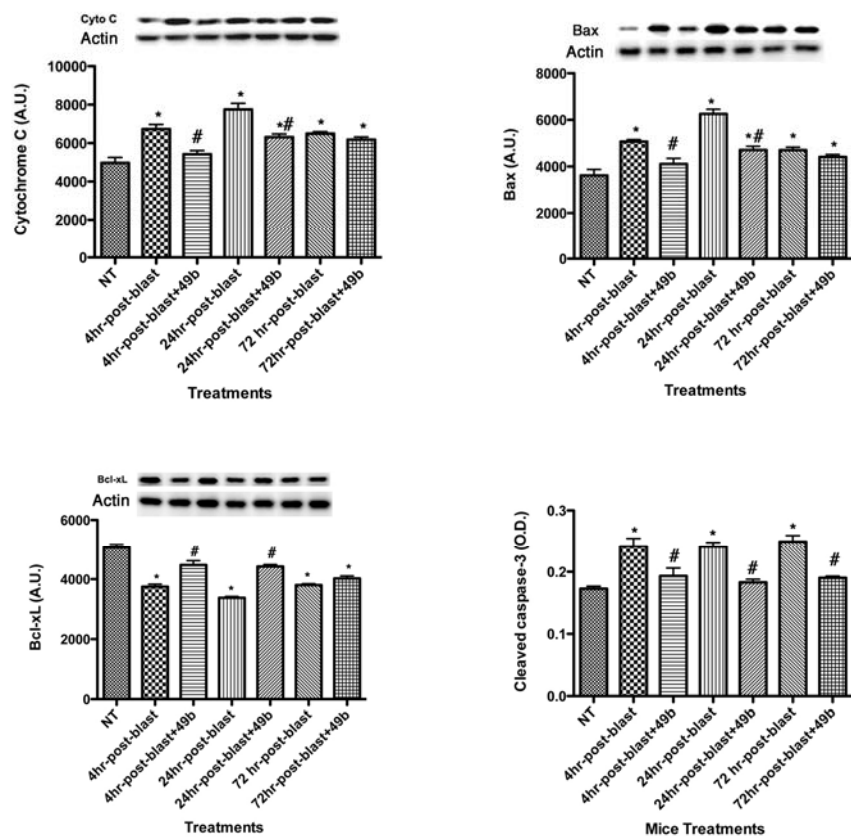 Cyto C
Actin
Cytochrome C (A.U.)
10000
8000
6000
4000
2000
0
*
#
*
*#
*
*
NT
4hr-post-blast
4hr-post-blast+49b
24hr-post-blast
24hr-post-blast+49b
72 hr-post-blast
72hr-post-blast+49b
Treatments
Bax
Actin
Bax (A.U.)
8000
6000
4000
2000
0
*
#
*
*#
*
*
NT
4hr-post-blast
4hr-post-blast+49b
24hr-post-blast
24hr-post-blast+49b
72 hr-post-blast
72hr-post-blast+49b
Treatments
Bcl-xL
Actin
Bcl-xL (A.U.)
6000
4000
2000
0
*
#
*
#
*
*
NT
4hr-post-blast
4hr-post-blast+49b
24hr-post-blast
24hr-post-blast+49b
72 hr-post-blast
72hr-post-blast+49b
Treatments
Cleaved caspase-3 (O.D.)
0.3
0.2
0.1
0.0
*
#
*
#
*
#
NT
4hr-post-blast
4hr-post-blast+49b
24hr-post-blast
24hr-post-blast+49b
72 hr-post-blast
72hr-post-blast+49b
Mice Treatments